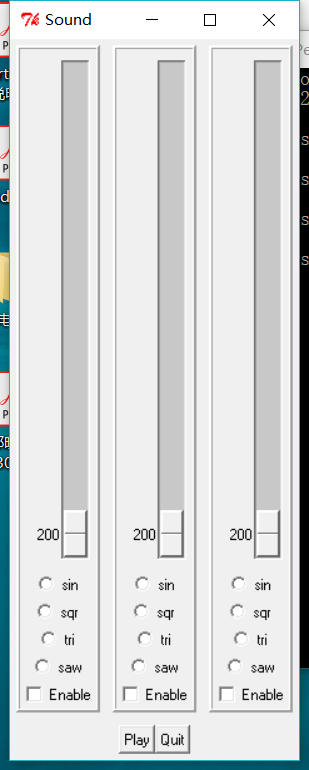 Sound
200 200 200
sin sin sin
sqr sqr sqr
tri tri tri
saw saw saw
Enable Enable Enable
Play Quit